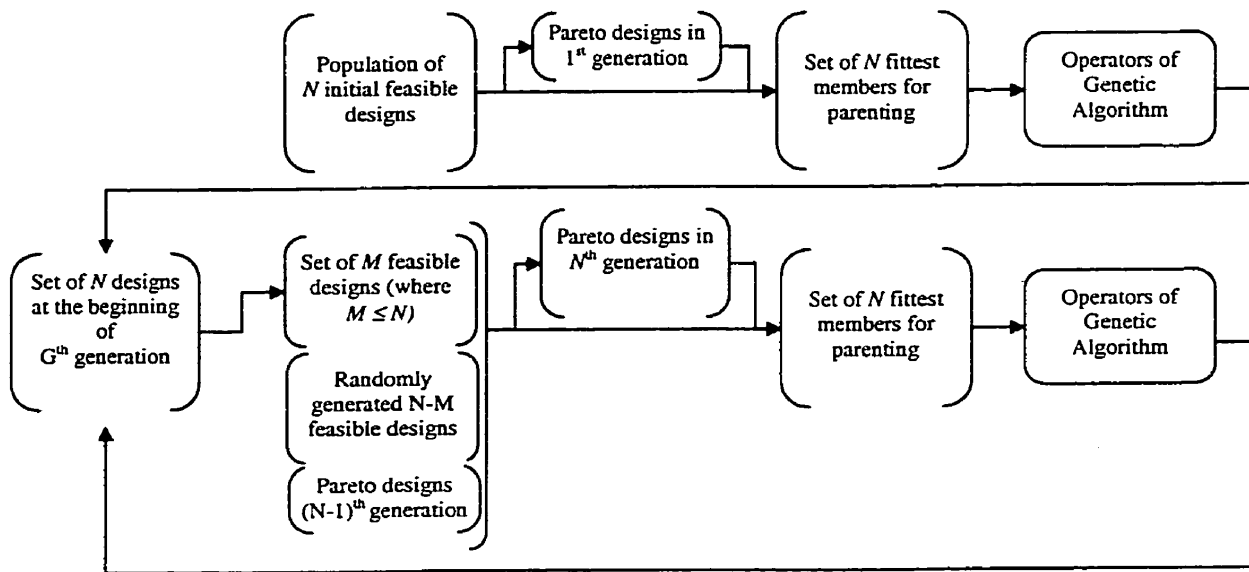 Population of
N initial feasible
designs
Pareto designs in
1st generation
Set of N fittest
members for
parenting
Operators of
Genetic
Algorithm
Set of N designs
at the beginning
of
Gth generation
Set of M feasible
designs (where
M ≤ N)
Randomly
generated N-M
feasible designs
Pareto designs
(N-1)th generation
Pareto designs in
Nth generation
Set of N fittest
members for
parenting
Operators of
Genetic
Algorithm